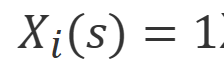 Xᵢ(s) = 1